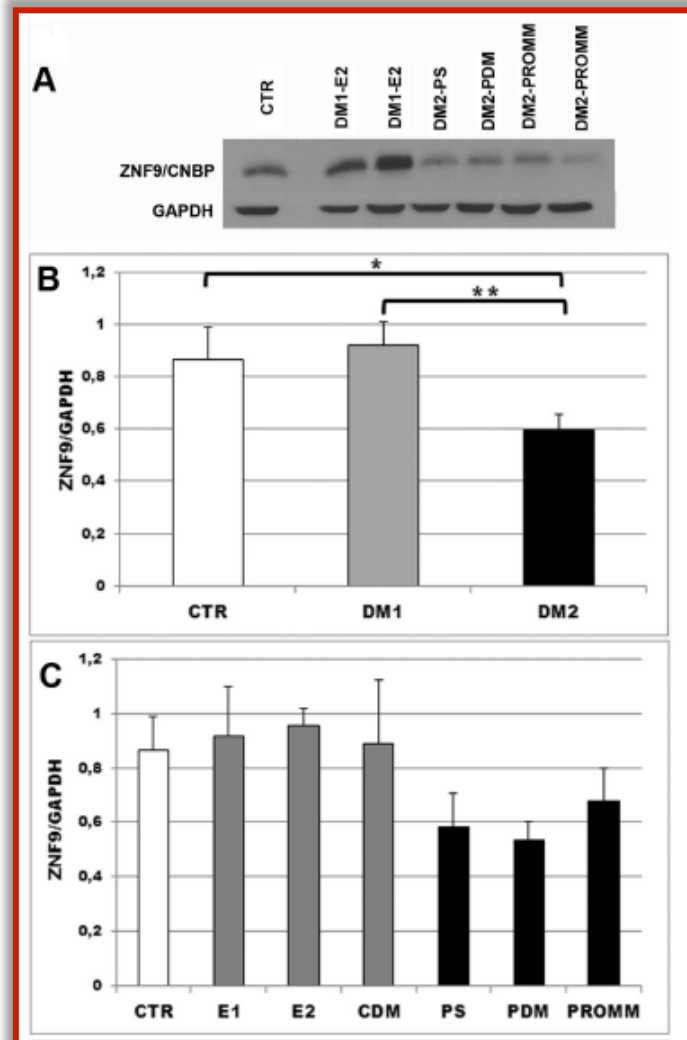 A
CTR
DM1-E2
DM1-E2
DM2-PS
DM2-PDM
DM2-PROMM
DM2-PROMM
ZNF9/CNBP
GAPDH
B
ZNF9/GAPDH
1,2
1
0,8
0,6
0,4
0,2
0
*
**
CTR DM1 DM2
C
ZNF9/GAPDH
1,2
1
0,8
0,6
0,4
0,2
0
CTR E1 E2 CDM PS PDM PROMM